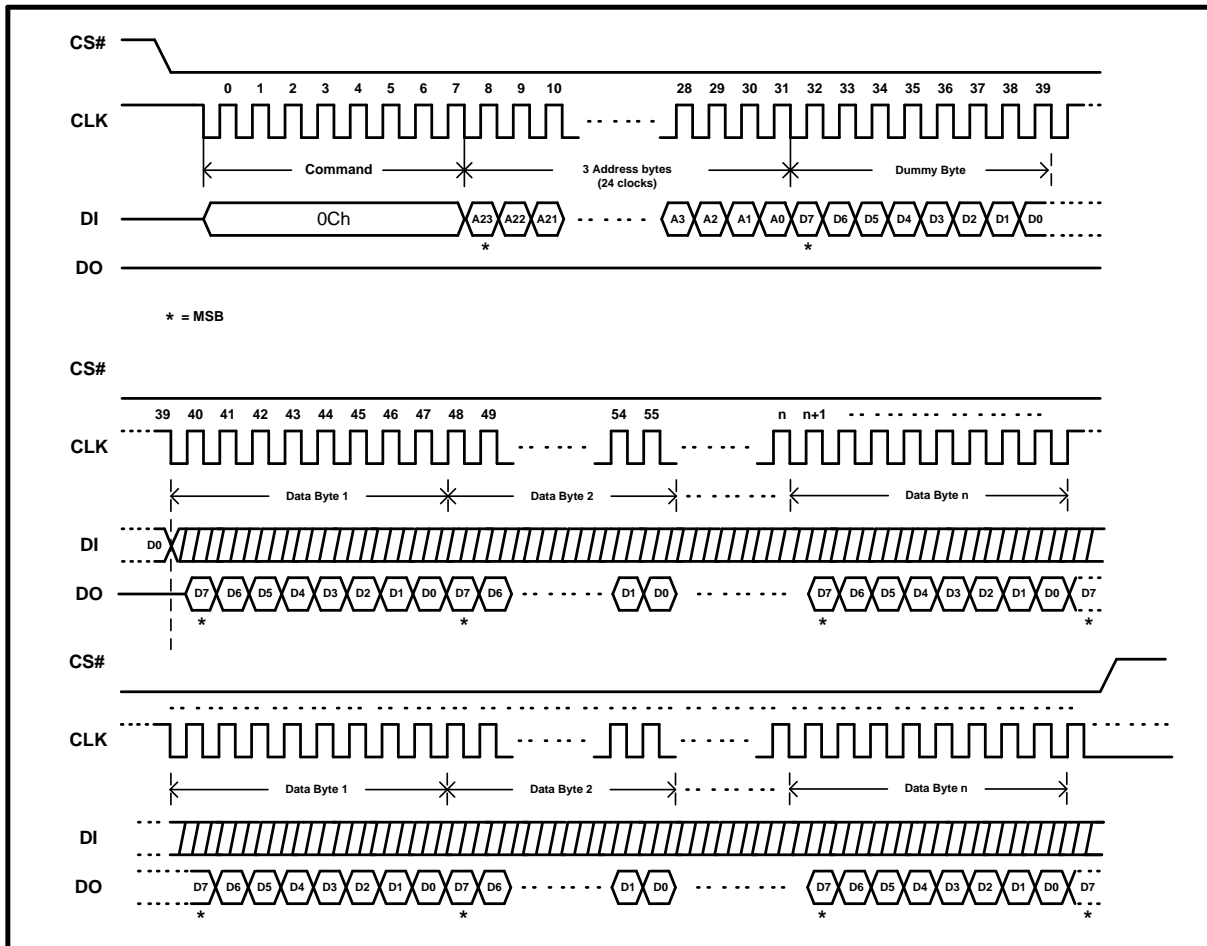 CS#
0 1 2 3 4 5 6 7 8 9 10 28 29 30 31 32 33 34 35 36 37 38 39
CLK
Command
3 Address bytes
(24 clocks)
Dummy Byte
DI 0Ch A23 A22 A21 A3 A2 A1 A0 D7 D6 D5 D4 D3 D2 D1 D0
* *
DO
* = MSB
CS#
39 40 41 42 43 44 45 46 47 48 49 54 55 n n+1
CLK
Data Byte 1 Data Byte 2 Data Byte n
DI D0
DO D7 D6 D5 D4 D3 D2 D1 D0 D7 D6 D1 D0 D7 D6 D5 D4 D3 D2 D1 D0 D7
* * * *
CS#
CLK
Data Byte 1 Data Byte 2 Data Byte n
DI
DO D7 D6 D5 D4 D3 D2 D1 D0 D7 D6 D1 D0 D7 D6 D5 D4 D3 D2 D1 D0 D7
* * * *